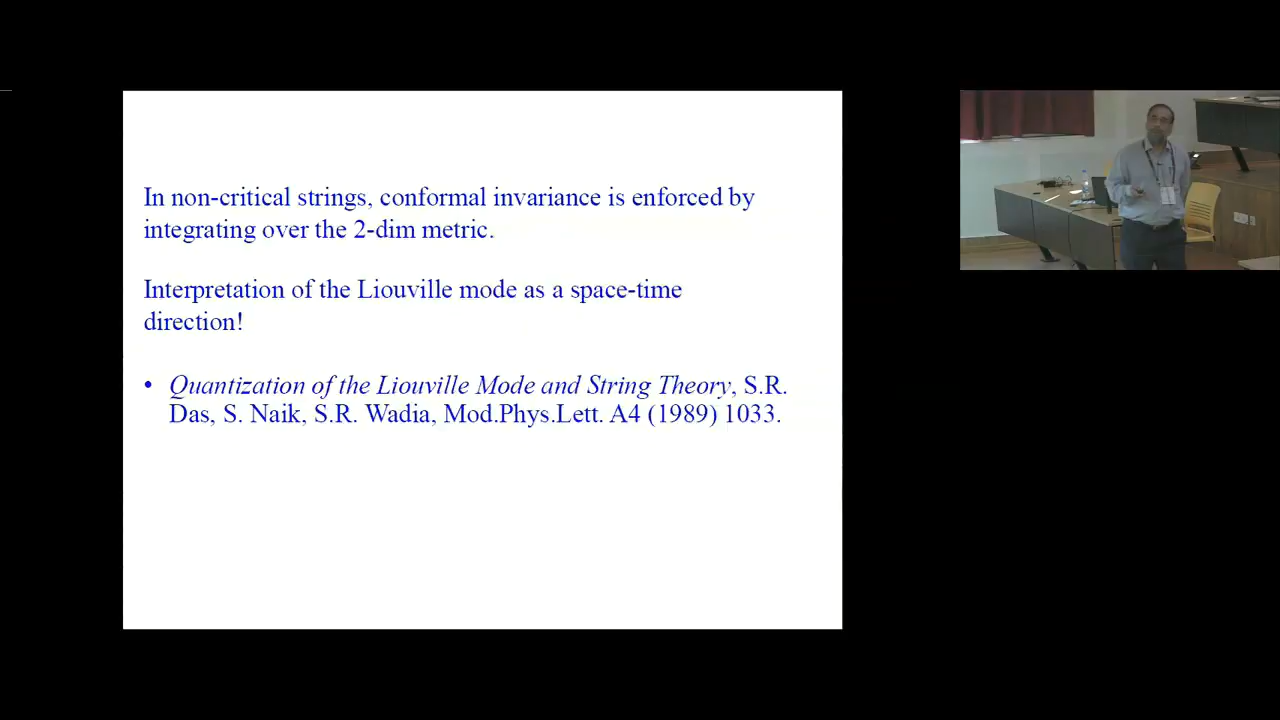 In non-critical strings, conformal invariance is enforced by
integrating over the 2-dim metric.
Interpretation of the Liouville mode as a space-time
direction!
• Quantization of the Liouville Mode and String Theory, S.R.
Das, S. Naik, S.R. Wadia, Mod.Phys.Lett. A4 (1989) 1033.